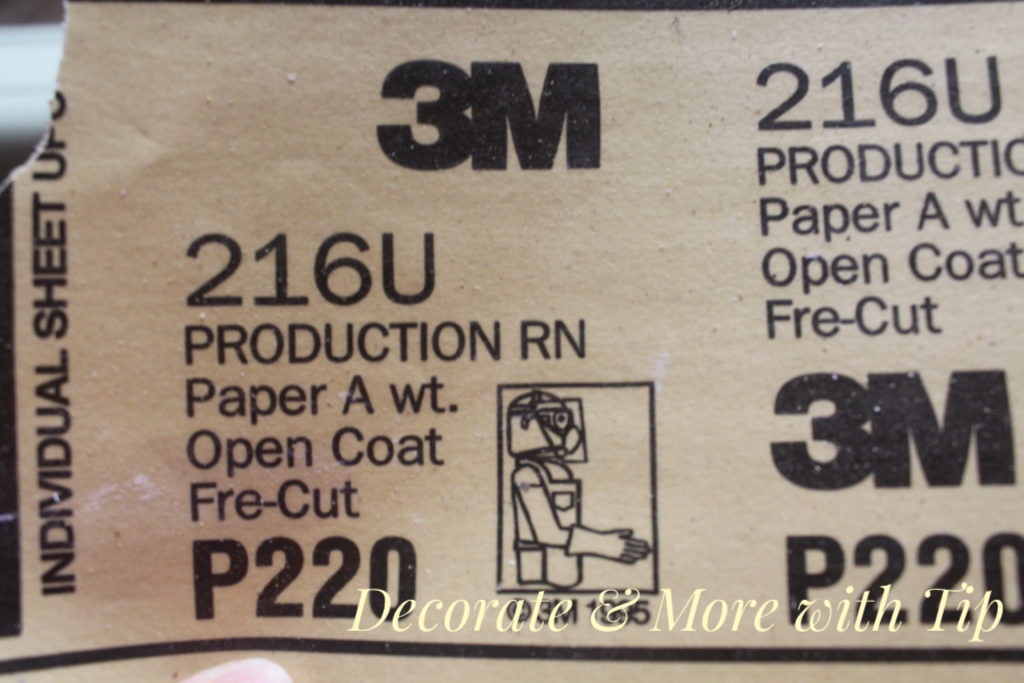 INDIVIDUAL SHEET UPC
3M
216U
PRODUCTION RN
Paper A wt.
Open Coat
Fre-Cut
P220
216U
Paper A wt.
Open Coat
Fre-Cut
3M
P220
Decorate & More with Tip